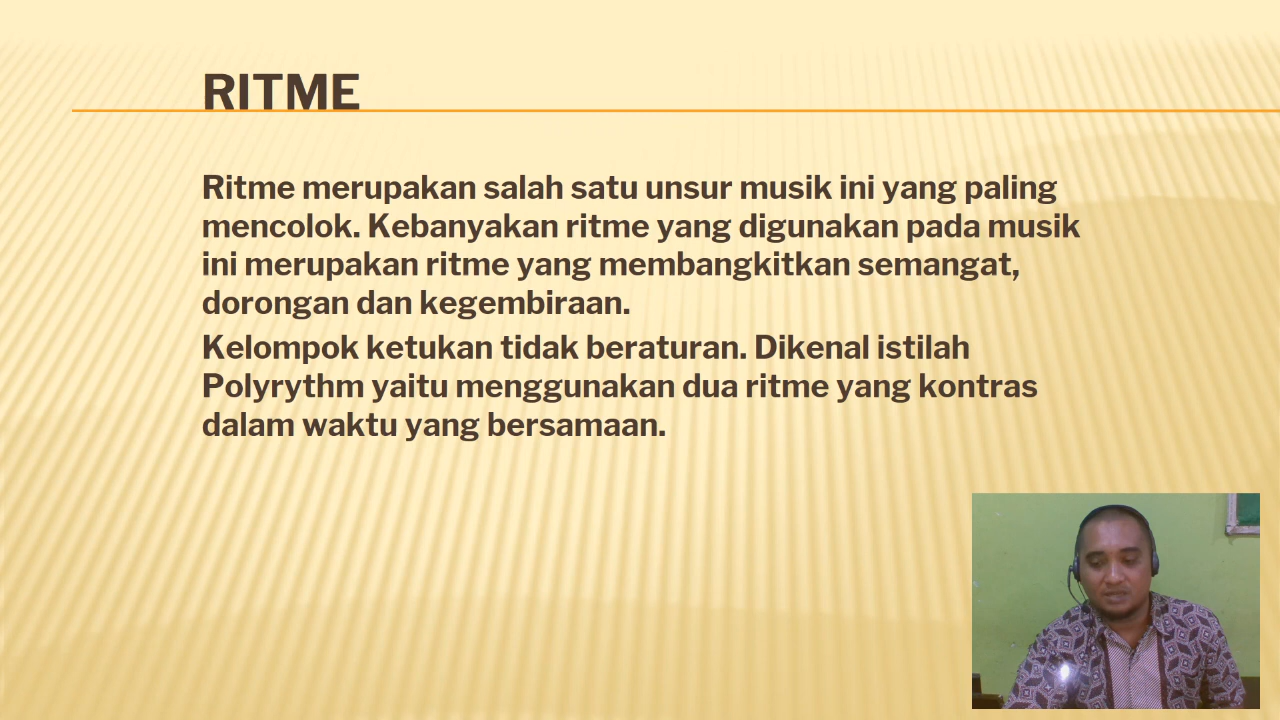 RITME
Ritme merupakan salah satu unsur musik ini yang paling
mencolok. Kebanyakan ritme yang digunakan pada musik
ini merupakan ritme yang membangkitkan semangat,
dorongan dan kegembiraan.
Kelompok ketukan tidak beraturan. Dikenal istilah
Polyrythm yaitu menggunakan dua ritme yang kontras
dalam waktu yang bersamaan.